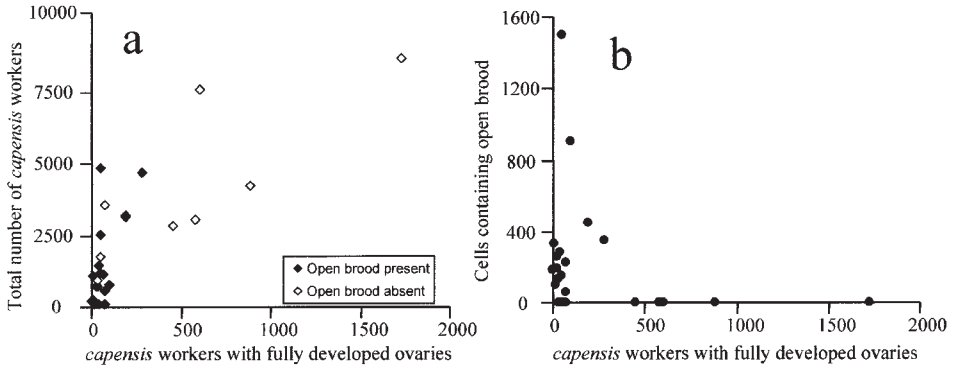 10000
7500
5000
2500
0
0
500
1000
1500
2000
Total number of capensis workers
capensis workers with fully developed ovaries
a
Open brood present
Open brood absent
1600
1200
800
400
0
0
500
1000
1500
2000
Cells containing open brood
capensis workers with fully developed ovaries
b